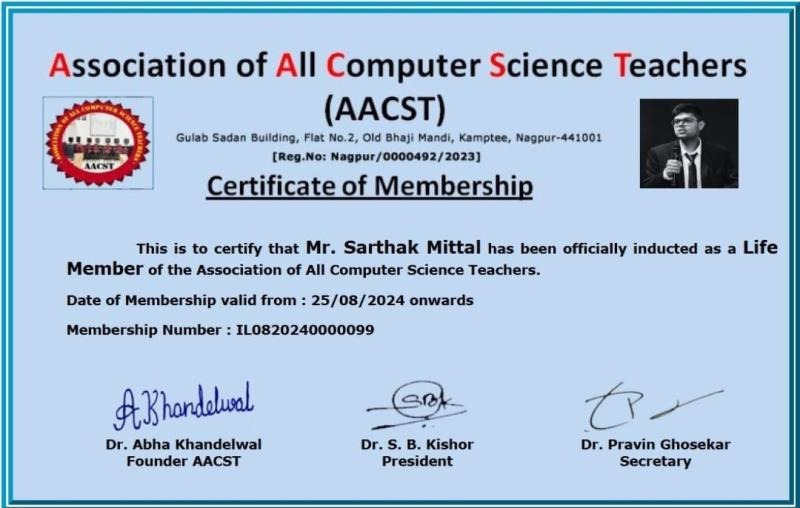 Association of All Computer Science Teachers
(AACST)
Gulab Sadan Building, Flat No.2, Old Bhaji Mandi, Kamptee, Nagpur-441001
[Reg.No: Nagpur/0000492/2023]
ASSOCIATION OF ALL COMPUTER SCIENCE TEACHERS
AACST
Certificate of Membership
This is to certify that Mr. Sarthak Mittal has been officially inducted as a Life
Member of the Association of All Computer Science Teachers.
Date of Membership valid from : 25/08/2024 onwards
Membership Number : IL0820240000099
AKhandelwal
Dr. Abha Khandelwal
Founder AACST
Dr. S. B. Kishor
President
Dr. Pravin Ghosekar
Secretary